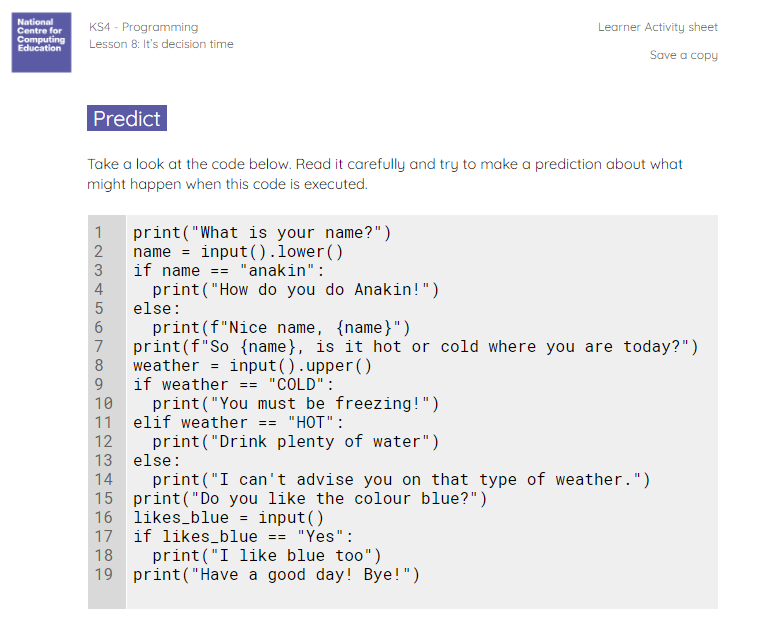 National
Centre for
Computing
Education
KS4 - Programming
Lesson 8: It's decision time
Learner Activity sheet
Save a copy
Predict
Take a look at the code below. Read it carefully and try to make a prediction about what
might happen when this code is executed.
1 print("What is your name?")
2 name = input().lower()
3 if name == "anakin":
4   print("How do you do Anakin!")
5 else:
6   print(f"Nice name, {name}")
7 print(f"So {name}, is it hot or cold where you are today?")
8 weather = input().upper()
9 if weather == "COLD":
10   print("You must be freezing!")
11 elif weather == "HOT":
12   print("Drink plenty of water")
13 else:
14   print("I can't advise you on that type of weather.")
15 print("Do you like the colour blue?")
16 likes_blue = input()
17 if likes_blue == "Yes":
18   print("I like blue too")
19 print("Have a good day! Bye!")